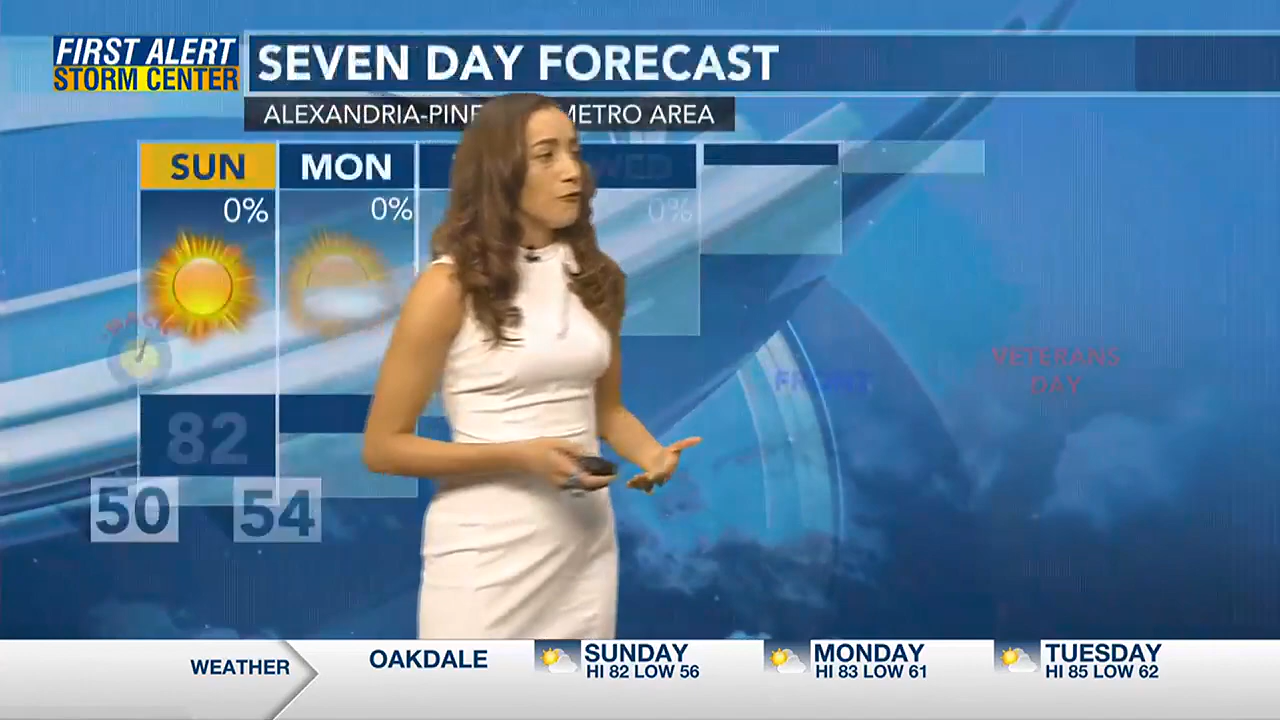 FIRST ALERT
STORM CENTER
SEVEN DAY FORECAST
ALEXANDRIA-PINE METRO AREA
SUN
MON
WED
0%
0%
0%
82
50
54
FRONT
VETERANS
DAY
WEATHER
OAKDALE
SUNDAY
HI 82 LOW 56
MONDAY
HI 83 LOW 61
TUESDAY
HI 85 LOW 62